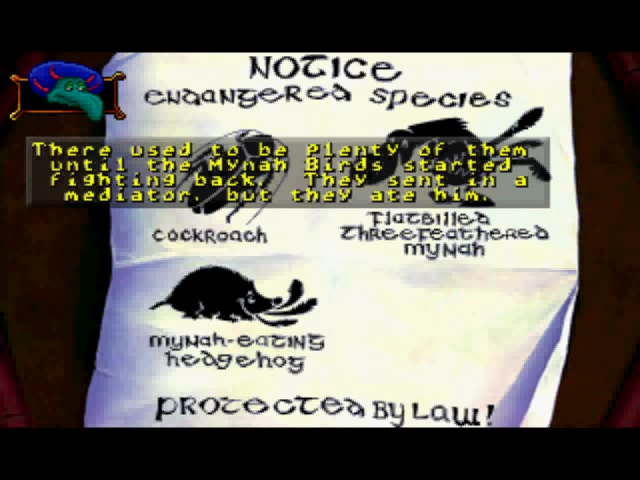 NOTICE
ENDANGERED SPECIES
There used to be plenty of them
until the Mynah Birds started
fighting back. They sent in a
mediator, but they ate him.
COCKROACH
FLATBILLED
THREEFEATHERED
MYNAH
MYNAH-EATING
HEDGEHOG
PROTECTED BY LAW!